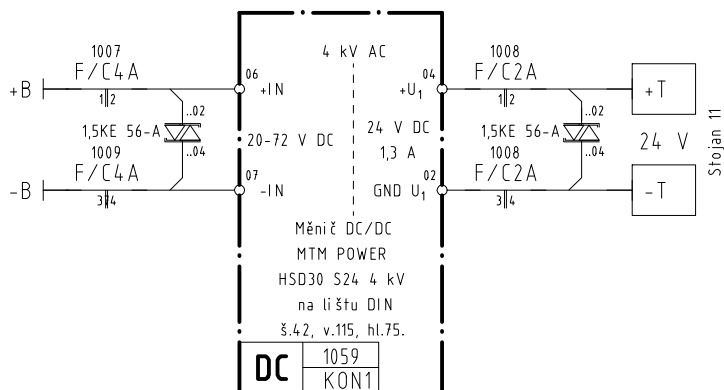 4 kV AC
1007
F/C4A
+B
1 2
..02
1,5KE 56-A
..04
1009
F/C4A
-B
3 4
06
+IN
20-72 V DC
07
-IN
04
+U1
24 V DC
1,3 A
02
GND U1
1008
F/C2A
1 2
..02
1,5KE 56-A
..04
1008
F/C2A
3 4
+T
24 V
-T
Stojan 11
Měnič DC/DC
MTM POWER
HSD30 S24 4 kV
na lištu DIN
š.42, v.115, hl.75.
DC
1059
KON1